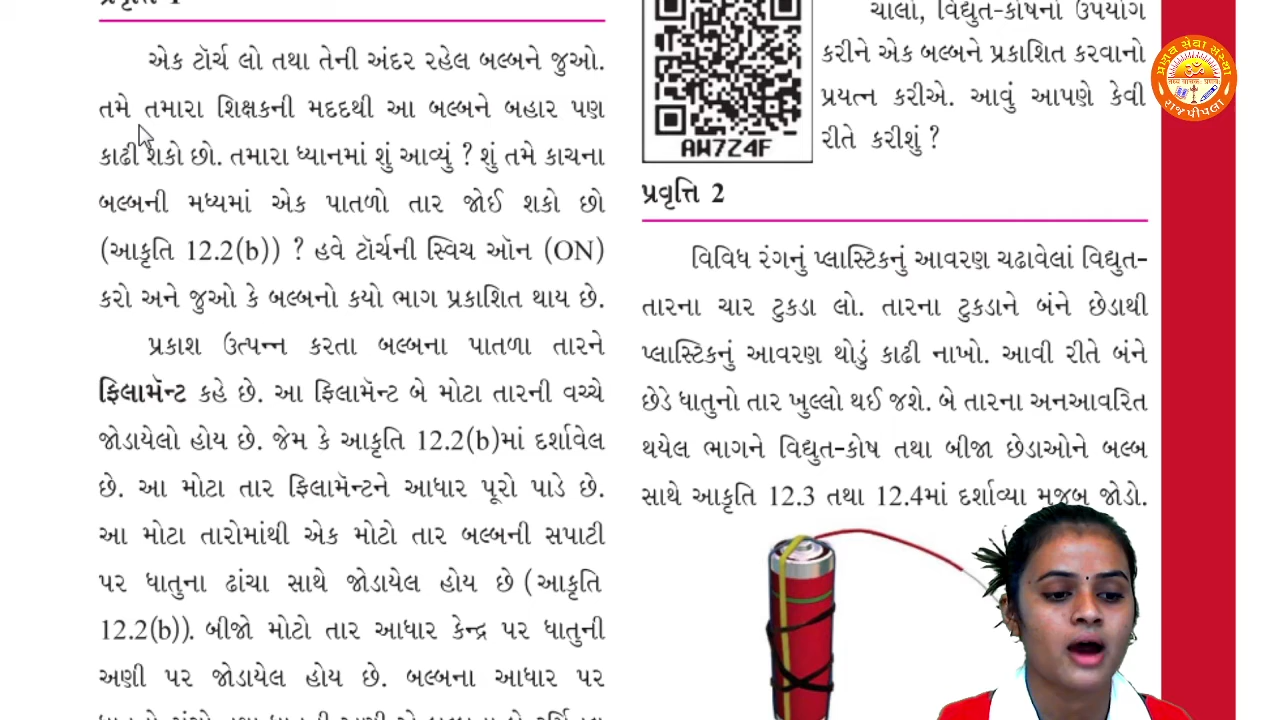 પ્રવૃત્તિ 1
એક ટૉર્ચ લો તથા તેની અંદર રહેલ બલ્બને જુઓ.
તમે તમારા શિક્ષકની મદદથી આ બલ્બને બહાર પણ
કાઢી શકો છો. તમારા ધ્યાનમાં શું આવ્યું ? શું તમે કાચના
બલ્બની મધ્યમાં એક પાતળો તાર જોઈ શકો છો
(આકૃતિ 12.2(b)) ? હવે ટૉર્ચની સ્વિચ ઑન (ON)
કરો અને જુઓ કે બલ્બનો કયો ભાગ પ્રકાશિત થાય છે.
પ્રકાશ ઉત્પન્ન કરતા બલ્બના પાતળા તારને
ફિલામૅન્ટ કહે છે. આ ફિલામૅન્ટ બે મોટા તારની વચ્ચે
જોડાયેલો હોય છે. જેમ કે આકૃતિ 12.2(b)માં દર્શાવેલ
છે. આ મોટા તાર ફિલામૅન્ટને આધાર પૂરો પાડે છે.
આ મોટા તારોમાંથી એક મોટો તાર બલ્બની સપાટી
પર ધાતુના ઢાંચા સાથે જોડાયેલ હોય છે (આકૃતિ
12.2(b)). બીજો મોટો તાર આધાર કેન્દ્ર પર ધાતુની
અણી પર જોડાયેલ હોય છે. બલ્બના આધાર પર
ચાલો, વિદ્યુત-કોષનો ઉપયોગ
કરીને એક બલ્બને પ્રકાશિત કરવાનો
પ્રયત્ન કરીએ. આવું આપણે કેવી
રીતે કરીશું ?
AW7Z4F
પ્રવૃત્તિ 2
વિવિધ રંગનું પ્લાસ્ટિકનું આવરણ ચઢાવેલાં વિદ્યુત-
તારના ચાર ટુકડા લો. તારના ટુકડાને બંને છેડાથી
પ્લાસ્ટિકનું આવરણ થોડું કાઢી નાખો. આવી રીતે બંને
છેડે ધાતુનો તાર ખુલ્લો થઈ જશે. બે તારના અનઆવરિત
થયેલ ભાગને વિદ્યુત-કોષ તથા બીજા છેડાઓને બલ્બ
સાથે આકૃતિ 12.3 તથા 12.4માં દર્શાવ્યા મુજબ જોડો.
પ્રણવ સેવા સંસ્થા
રાજપીપલા